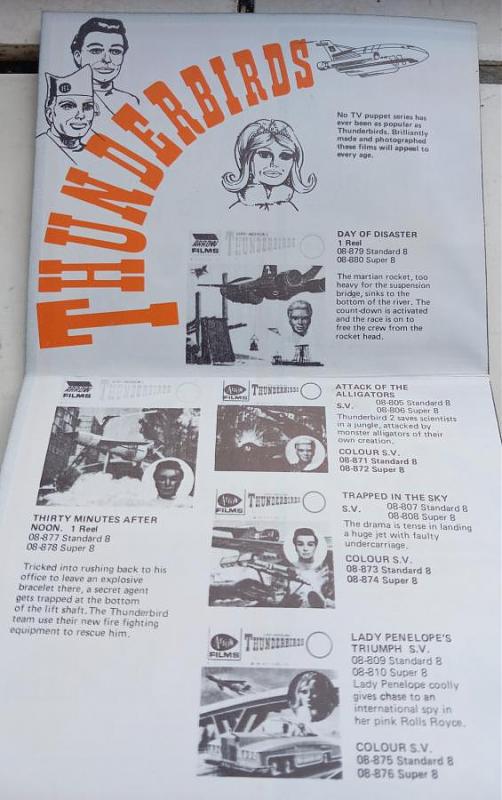 THUNDERBIRDS
No TV puppet series has
ever been as popular as
Thunderbirds. Brilliantly
made and photographed
these films will appeal to
every age.
ARROW
FILMS
THUNDERBIRDS
DAY OF DISASTER
1 Reel
08-879 Standard 8
08-880 Super 8
The martian rocket, too
heavy for the suspension
bridge, sinks to the
bottom of the river. The
count-down is activated
and the race is on to
free the crew from the
rocket head.
FILMS
THUNDERBIRDS
THIRTY MINUTES AFTER
NOON. 1 Reel
08-877 Standard 8
08-878 Super 8
Tricked into rushing back to his
office to leave an explosive
bracelet there, a secret agent
gets trapped at the bottom
of the lift shaft. The Thunderbird
team use their new fire fighting
equipment to rescue him.
FILMS
THUNDERBIRDS
ATTACK OF THE
ALLIGATORS
S.V. 08-805 Standard 8
08-806 Super 8
Thunderbird 2 saves scientists
in a jungle, attacked by
monster alligators of their
own creation.
COLOUR S.V.
08-871 Standard 8
08-872 Super 8
FILMS
THUNDERBIRDS
TRAPPED IN THE SKY
S.V. 08-807 Standard 8
08-808 Super 8
The drama is tense in landing
a huge jet with faulty
undercarriage.
COLOUR S.V.
08-873 Standard 8
08-874 Super 8
FILMS
THUNDERBIRDS
LADY PENELOPE'S
TRIUMPH S.V.
08-809 Standard 8
08-810 Super 8
Lady Penelope coolly
gives chase to an
international spy in
her pink Rolls Royce.
COLOUR S.V.
08-875 Standard 8
08-876 Super 8